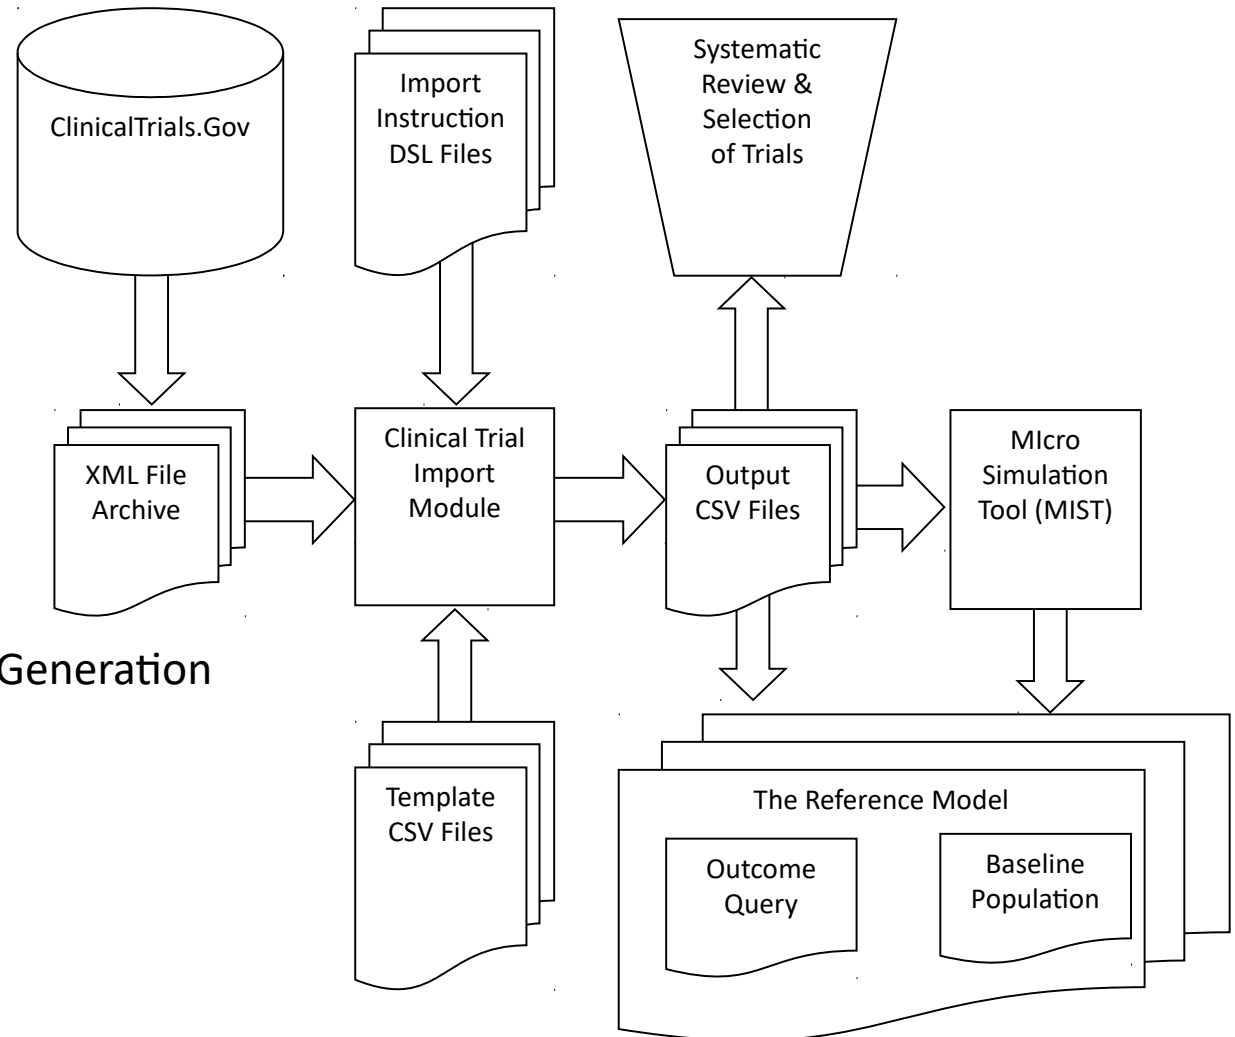 ClinicalTrials.Gov
Import
Instruction
DSL Files
Systematic
Review &
Selection
of Trials
XML File
Archive
Clinical Trial
Import
Module
Output
CSV Files
MIcro
Simulation
Tool (MIST)
Generation
Template
CSV Files
The Reference Model
Outcome
Query
Baseline
Population